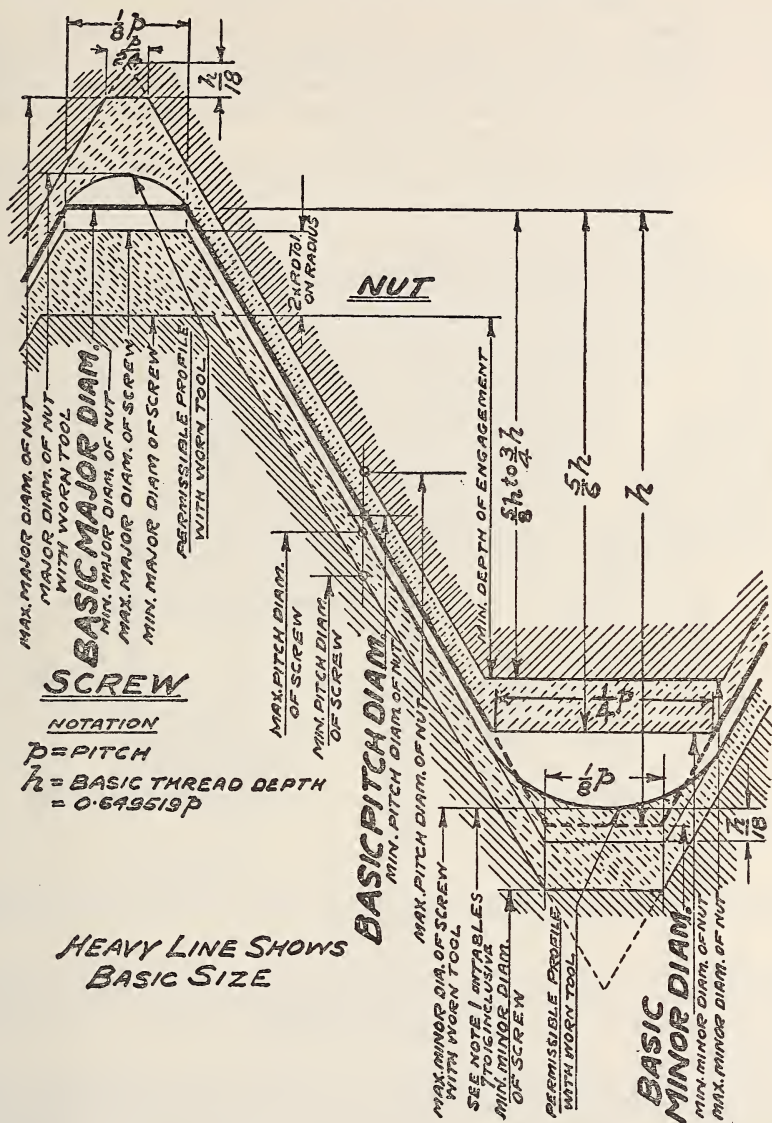 1/8 p
p/24
h/18
2 x P.D. TOL.
ON RADIUS
NUT
MAX. MAJOR DIAM. OF NUT
MAJOR DIAM. OF NUT
WITH WORN TOOL
BASIC MAJOR DIAM.
MIN. MAJOR DIAM. OF NUT
MAX. MAJOR DIAM. OF SCREW
MIN. MAJOR DIAM OF SCREW
PERMISSIBLE PROFILE
WITH WORN TOOL
MIN. DEPTH OF ENGAGEMENT
5/8 h to 3/4 h
5/6 h
h
SCREW
NOTATION
p = PITCH
h = BASIC THREAD DEPTH
= 0.649519p
MAX. PITCH DIAM.
OF SCREW
MIN. PITCH DIAM.
OF SCREW
BASIC PITCH DIAM.
MIN. PITCH DIAM. OF NUT
MAX. PITCH DIAM. OF NUT
1/4 p
1/8 p
h/18
HEAVY LINE SHOWS
BASIC SIZE
MAX. MINOR DIA. OF SCREW
WITH WORN TOOL
SEE NOTE 1 ON TABLES
7 TO 16 INCLUSIVE
MIN. MINOR DIAM.
OF SCREW
PERMISSIBLE PROFILE
WITH WORN TOOL
BASIC
MINOR DIAM.
MIN. MINOR DIAM. OF NUT
MAX. MINOR DIAM. OF NUT